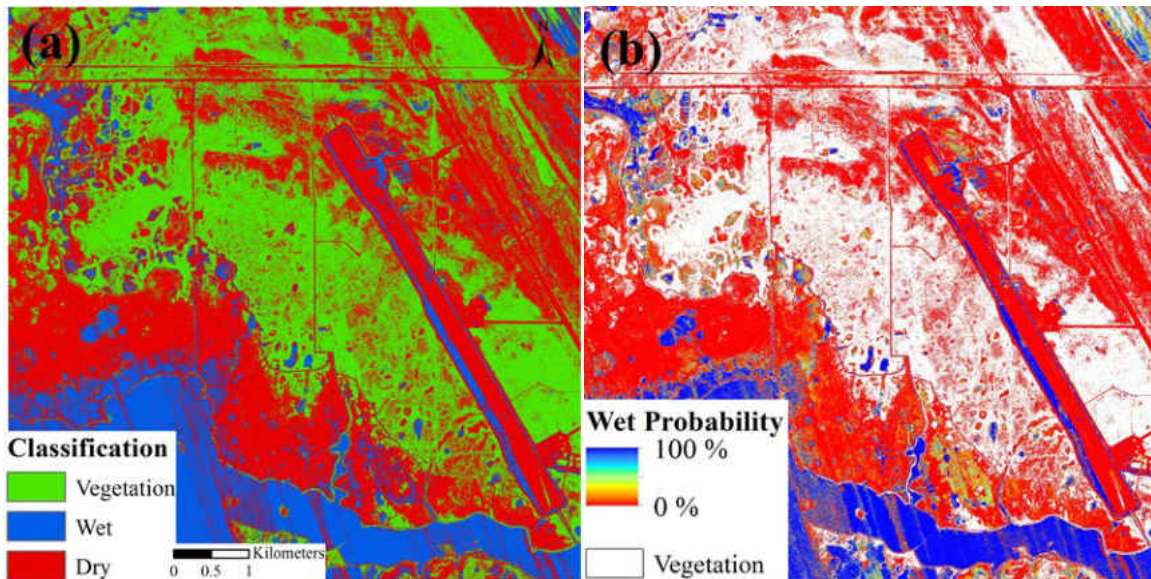 (a)
Classification
Vegetation
Wet
Dry
Kilometers
0 0.5 1
(b)
Wet Probability
100 %
0 %
Vegetation